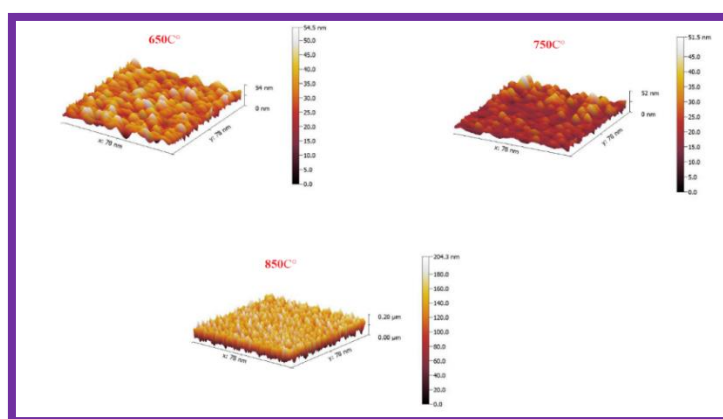 650C°
54.5 nm
50.0
45.0
40.0
35.0
30.0
25.0
20.0
15.0
10.0
5.0
0.0
54 nm
0 nm
x: 78 nm
y: 78 nm
750C°
51.5 nm
45.0
40.0
35.0
30.0
25.0
20.0
15.0
10.0
5.0
0.0
52 nm
0 nm
x: 78 nm
y: 78 nm
850C°
204.3 nm
180.0
160.0
140.0
120.0
100.0
80.0
60.0
40.0
20.0
0.0
0.20 µm
0.00 µm
x: 78 nm
y: 78 nm